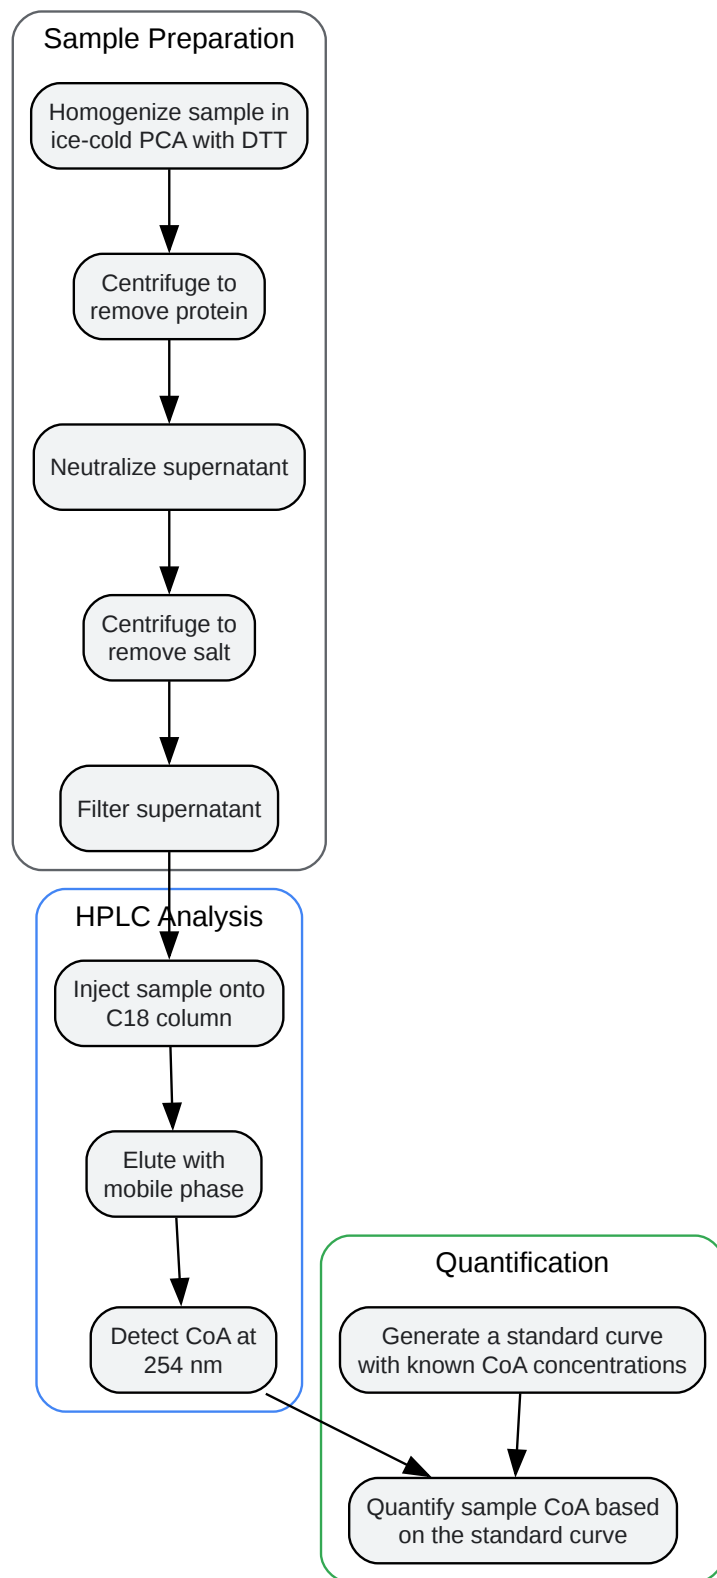 Sample Preparation
Homogenize sample in
ice-cold PCA with DTT
Centrifuge to
remove protein
Neutralize supernatant
Centrifuge to
remove salt
Filter supernatant
HPLC Analysis
Inject sample onto
C18 column
Elute with
mobile phase
Detect CoA at
254 nm
Quantification
Generate a standard curve
with known CoA concentrations
Quantify sample CoA based
on the standard curve